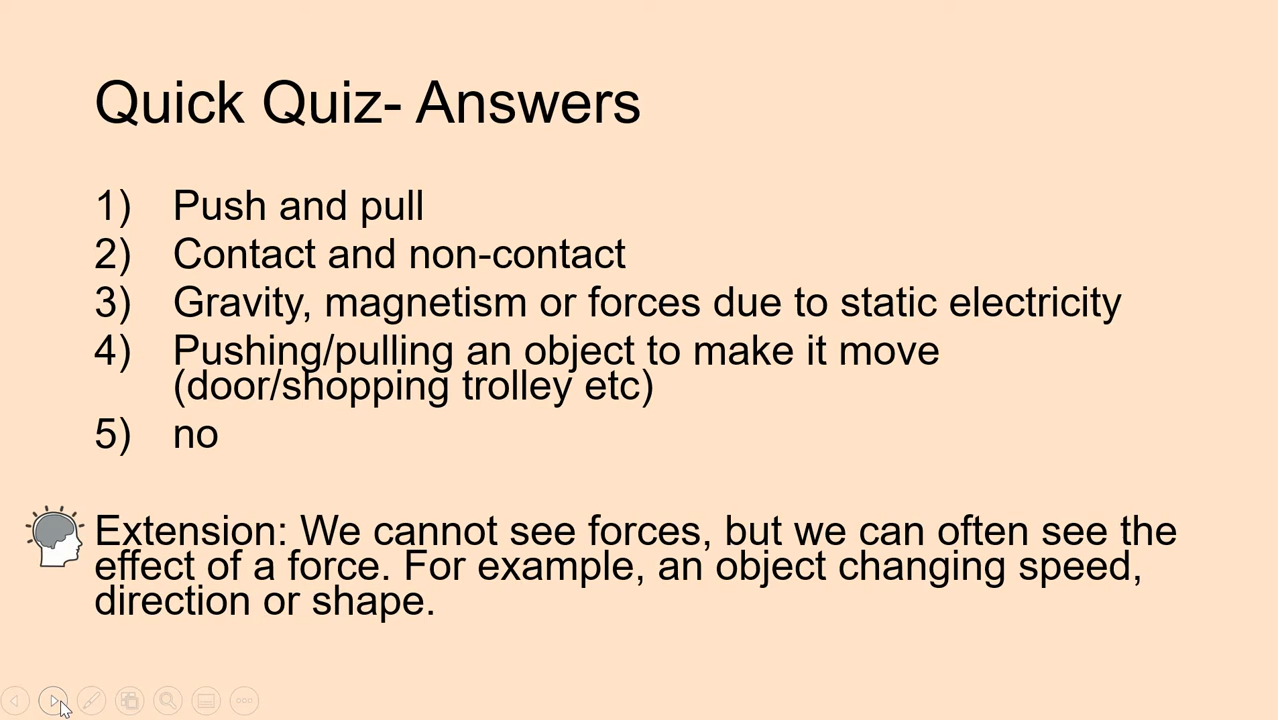 Quick Quiz- Answers
1) Push and pull
2) Contact and non-contact
3) Gravity, magnetism or forces due to static electricity
4) Pushing/pulling an object to make it move
(door/shopping trolley etc)
5) no
Extension: We cannot see forces, but we can often see the
effect of a force. For example, an object changing speed,
direction or shape.